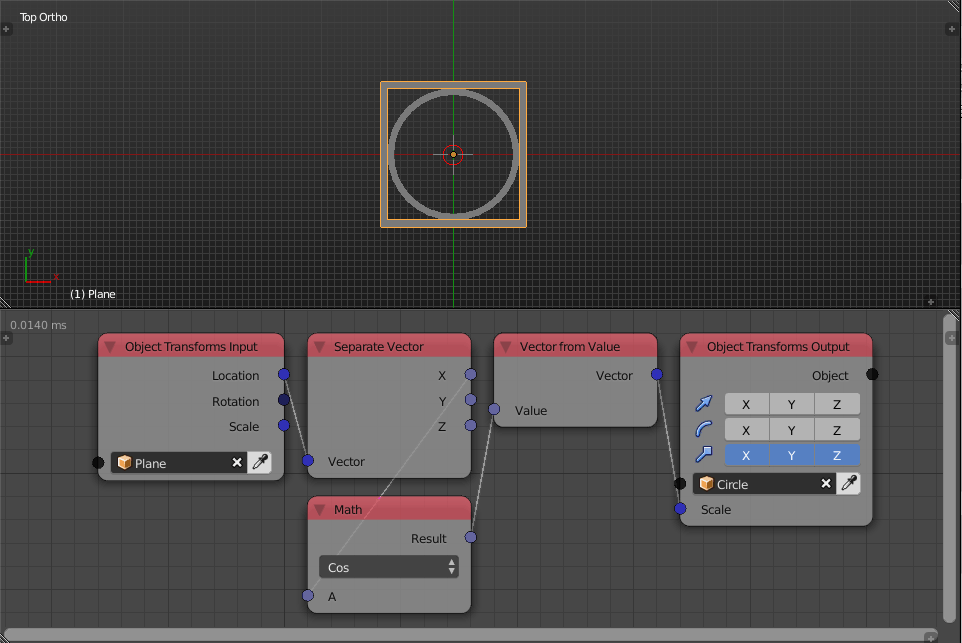 Top Ortho
y
x
(1) Plane
0.0140 ms
Object Transforms Input
Location
Rotation
Scale
Plane
Separate Vector
X
Y
Z
Vector
Math
Result
Cos
A
Vector from Value
Vector
Value
Object Transforms Output
Object
X Y Z
X Y Z
X Y Z
Circle
Scale